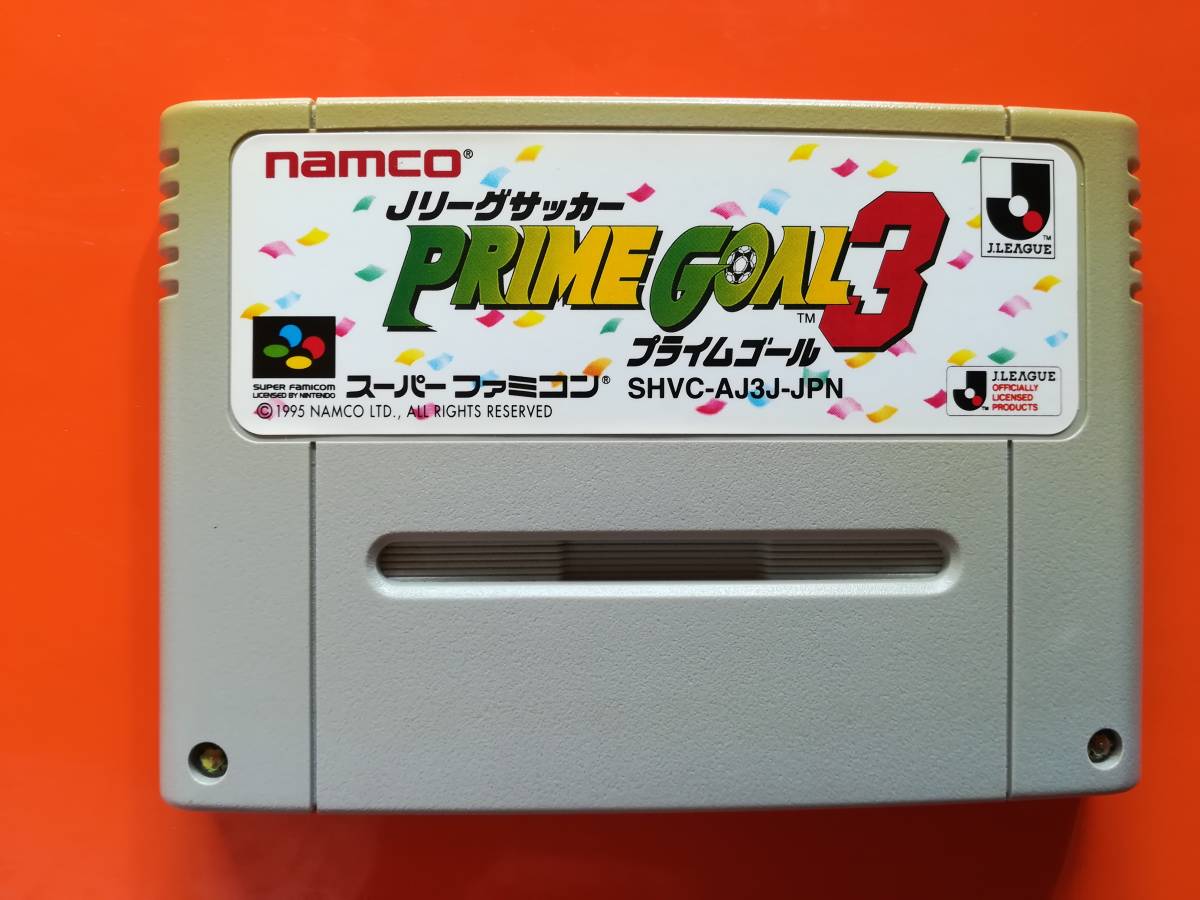 namco®
Jリーグサッカー
PRIME GOAL 3
TM
プライムゴール
J
TM
J.LEAGUE
SUPER FAMICOM
LICENSED BY NINTENDO
スーパーファミコン® SHVC-AJ3J-JPN
©1995 NAMCO LTD., ALL RIGHTS RESERVED
J
TM
J.LEAGUE
OFFICIALLY
LICENSED
PRODUCTS